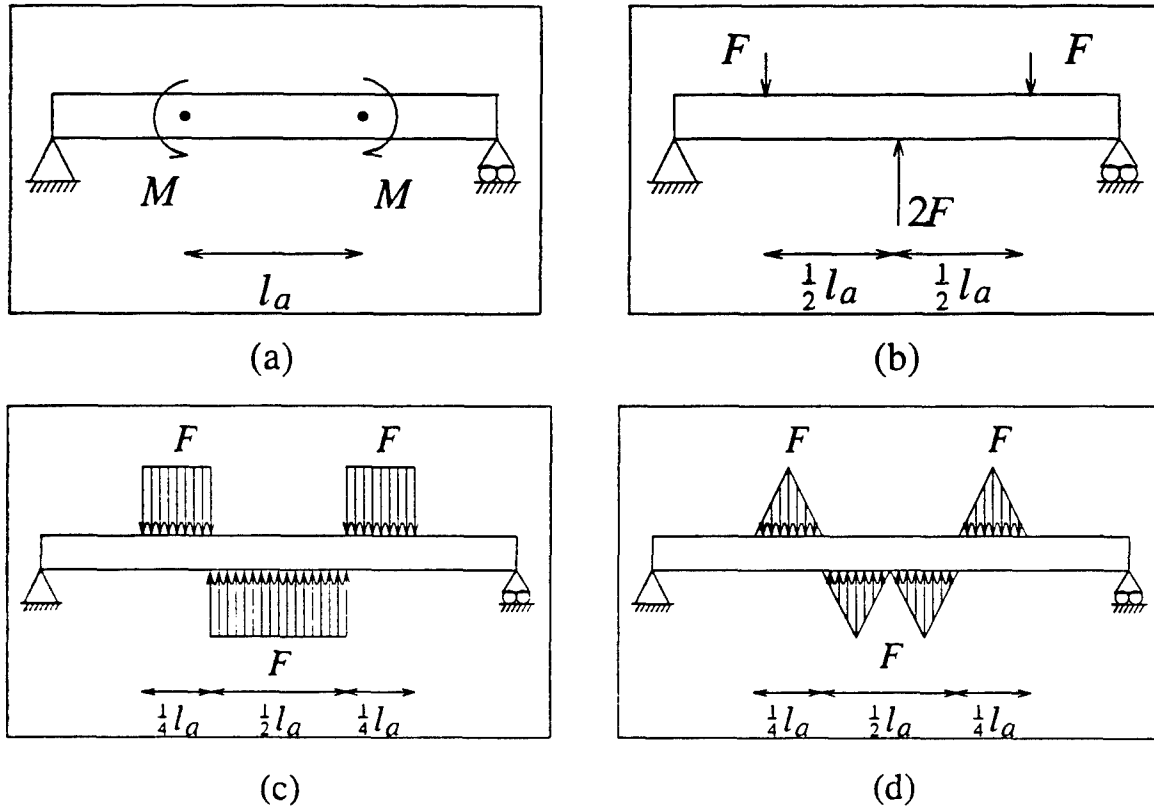 M
M
l_a
(a)
F
F
2F
1/2 l_a
1/2 l_a
(b)
F
F
F
1/4 l_a
1/2 l_a
1/4 l_a
(c)
F
F
F
1/4 l_a
1/2 l_a
1/4 l_a
(d)